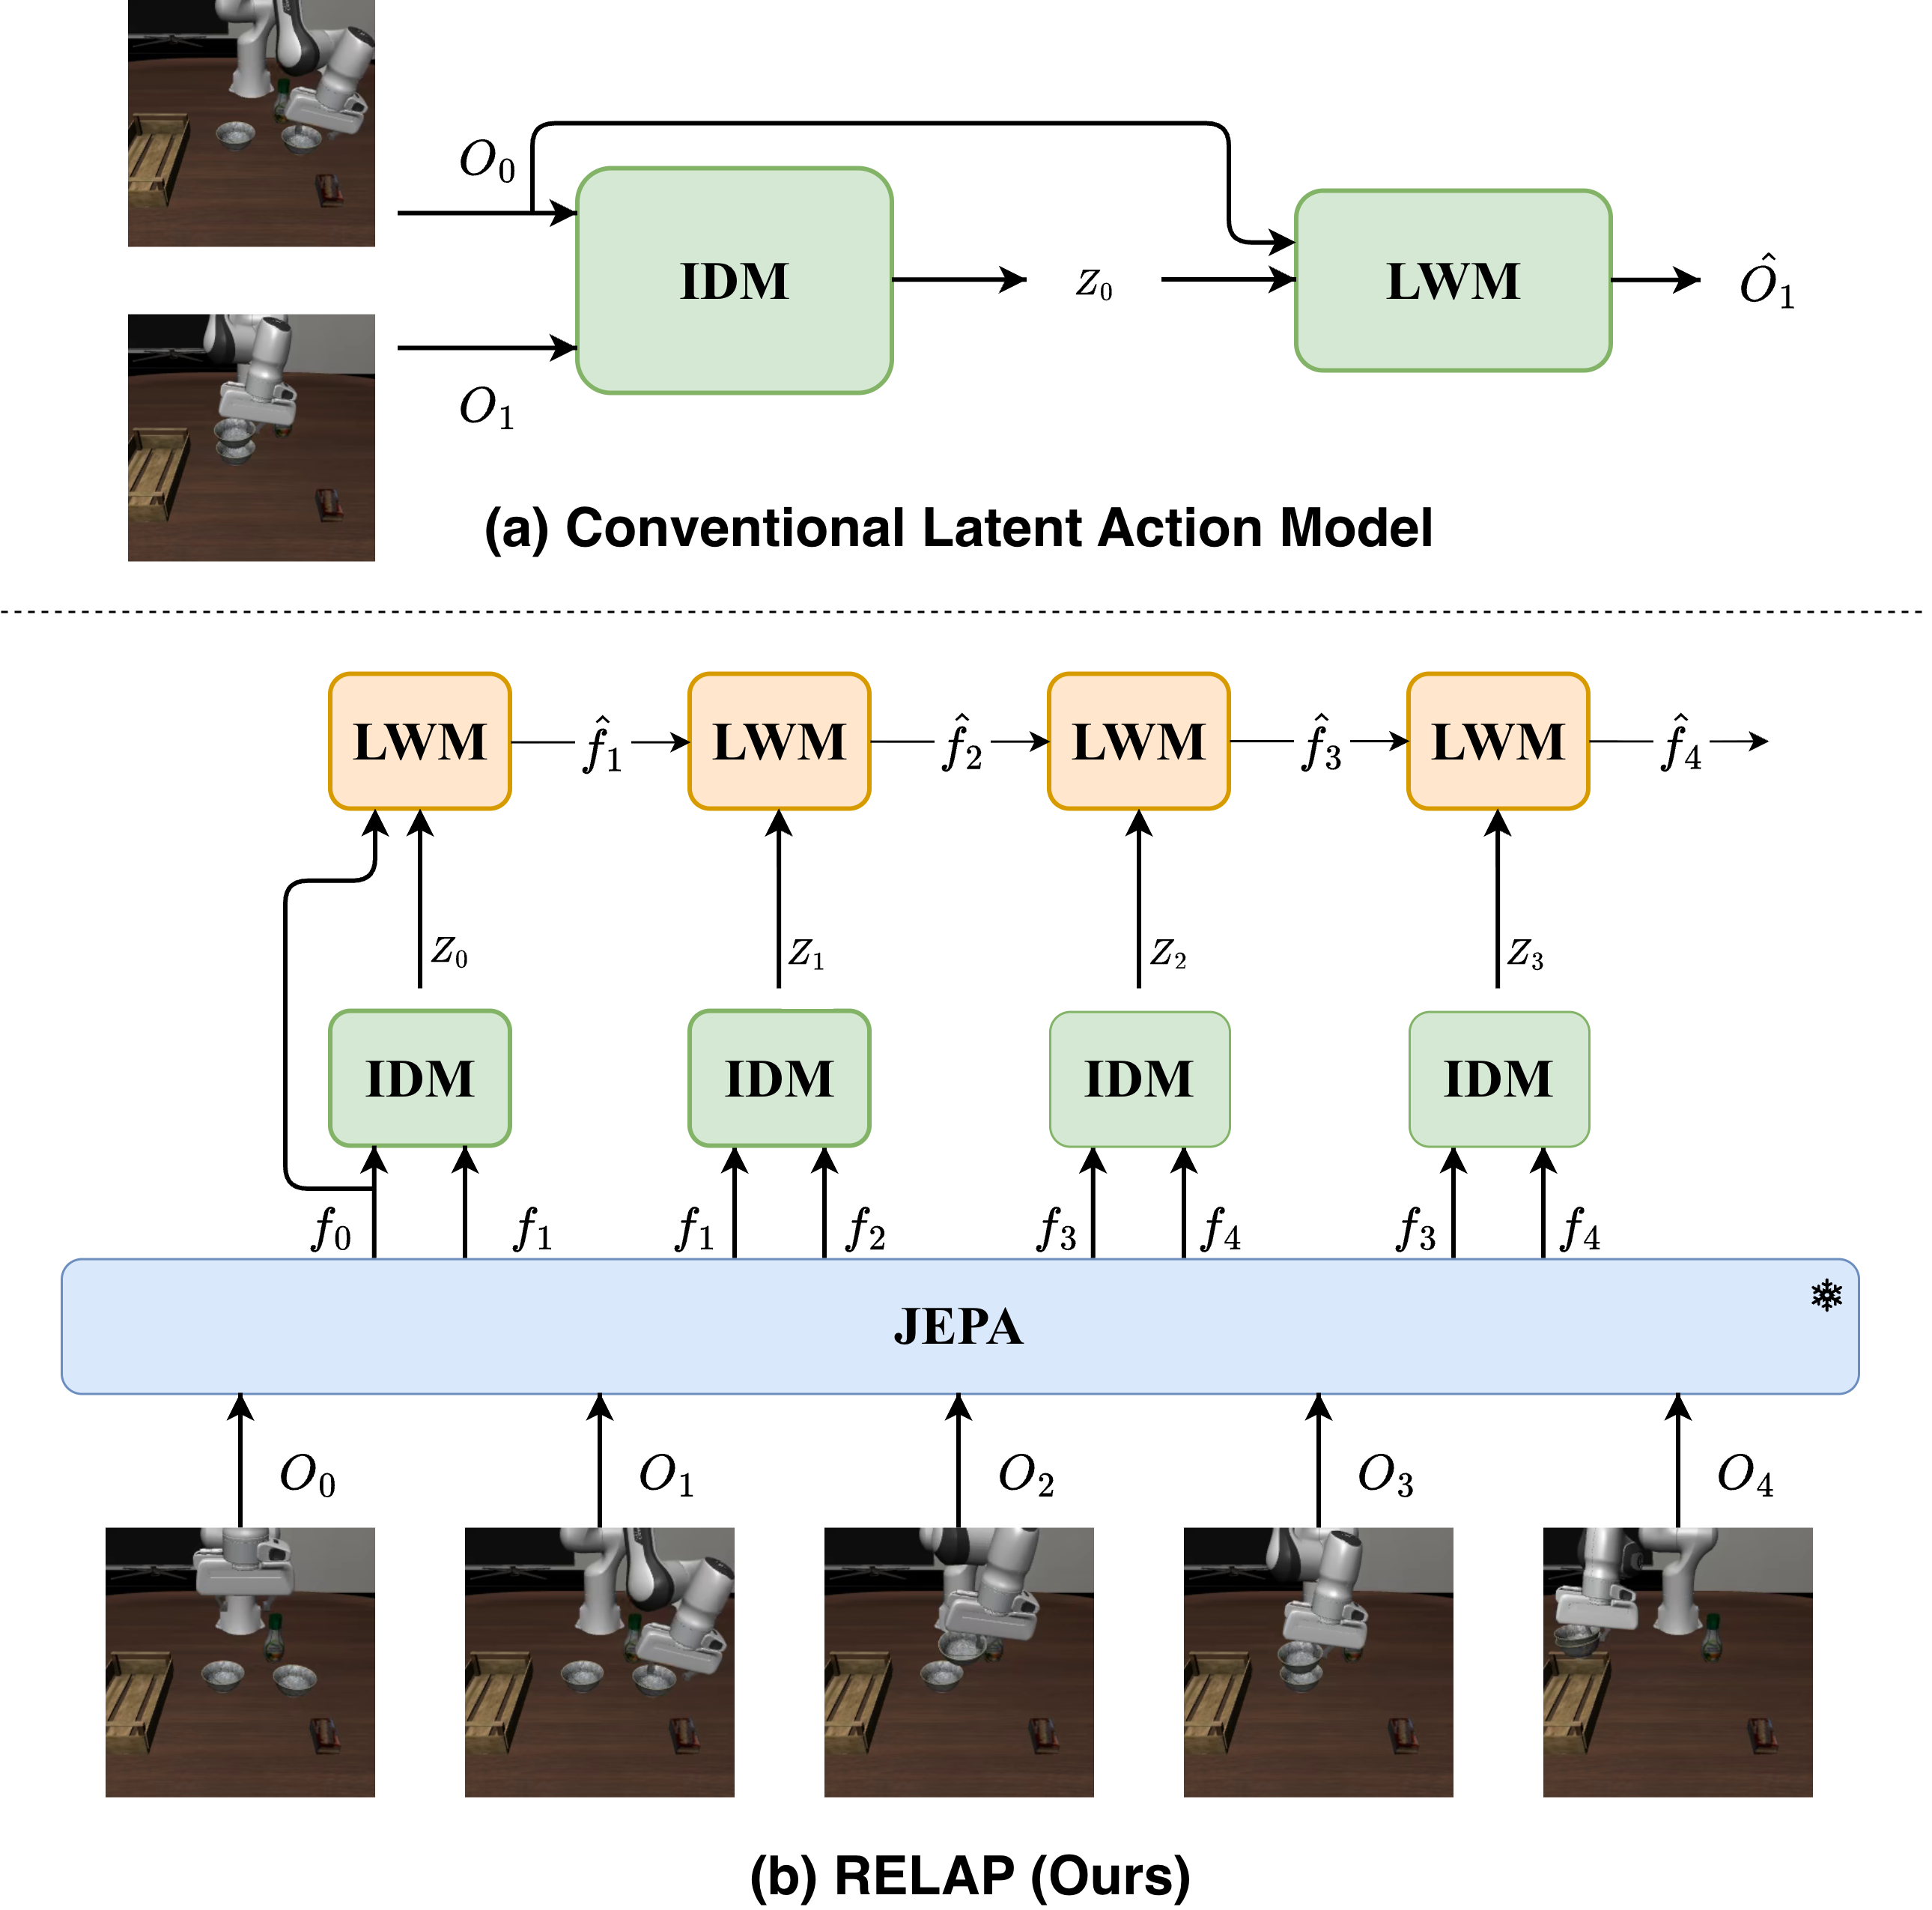 O₀
IDM
z₀
LWM
Ô₁
O₁
(a) Conventional Latent Action Model
LWM f̂₁ LWM f̂₂ LWM f̂₃ LWM f̂₄
z₀ z₁ z₂ z₃
IDM IDM IDM IDM
f₀ f₁ f₁ f₂ f₃ f₄ f₃ f₄
JEPA
O₀ O₁ O₂ O₃ O₄
(b) RELAP (Ours)